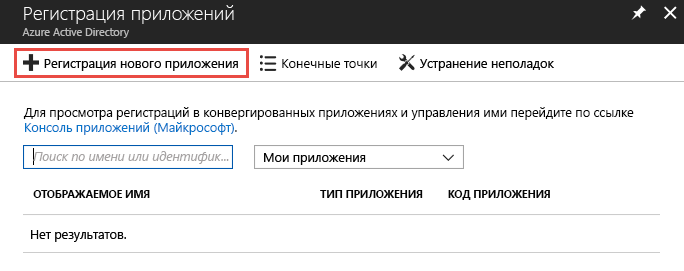 Регистрация приложений
Azure Active Directory
Регистрация нового приложения Конечные точки Устранение неполадок
Для просмотра регистраций в конвергированных приложениях и управления ими перейдите по ссылке
Консоль приложений (Майкрософт).
Поиск по имени или идентифик... Мои приложения
ОТОБРАЖАЕМОЕ ИМЯ ТИП ПРИЛОЖЕНИЯ КОД ПРИЛОЖЕНИЯ
Нет результатов.